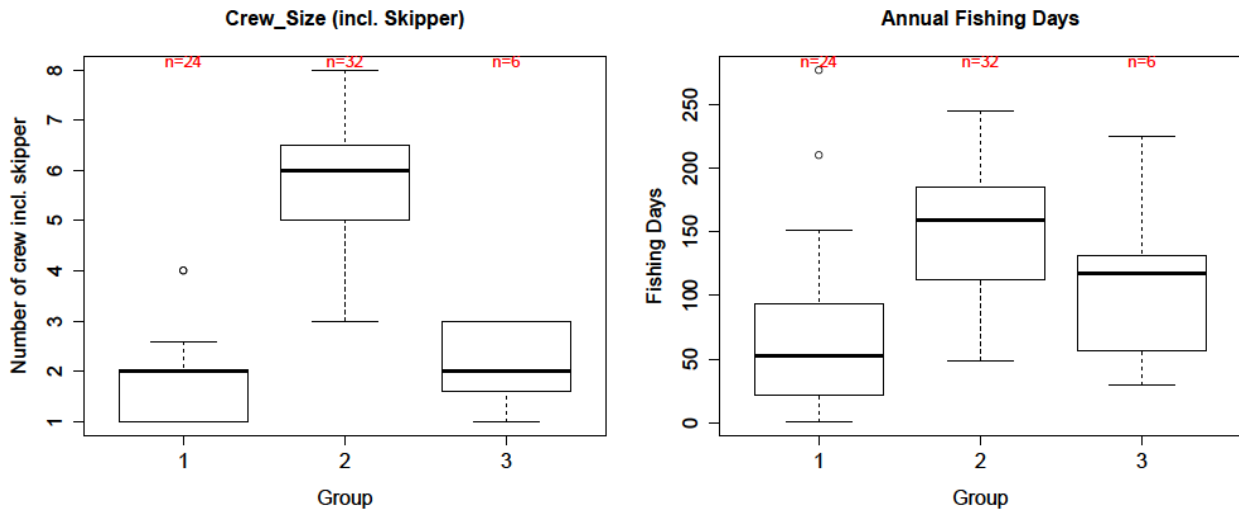 Crew_Size (incl. Skipper)
n=24 n=32 n=6
Number of crew incl. skipper
8
7
6
5
4
3
2
1
1 2 3
Group
Annual Fishing Days
n=24 n=32 n=6
Fishing Days
250
200
150
100
50
0
1 2 3
Group